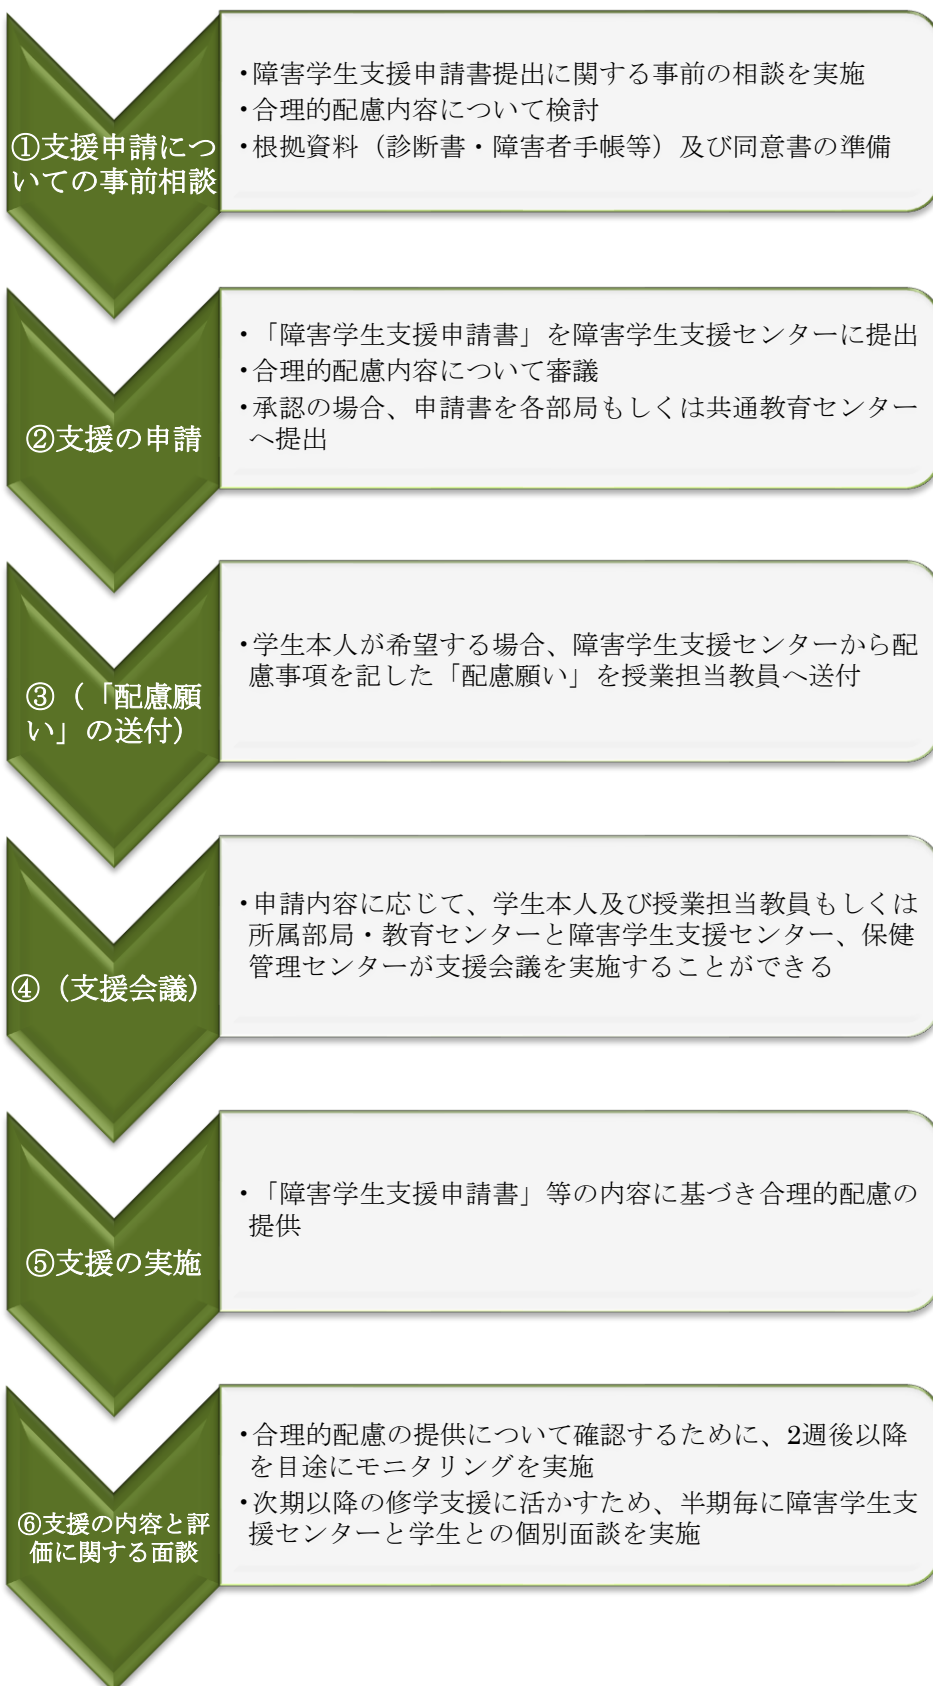 ①支援申請につ
いての事前相談
・障害学生支援申請書提出に関する事前の相談を実施
・合理的配慮内容について検討
・根拠資料（診断書・障害者手帳等）及び同意書の準備
②支援の申請
・「障害学生支援申請書」を障害学生支援センターに提出
・合理的配慮内容について審議
・承認の場合、申請書を各部局もしくは共通教育センター
へ提出
③（「配慮願
い」の送付）
・学生本人が希望する場合、障害学生支援センターから配
慮事項を記した「配慮願い」を授業担当教員へ送付
④（支援会議）
・申請内容に応じて、学生本人及び授業担当教員もしくは
所属部局・教育センターと障害学生支援センター、保健
管理センターが支援会議を実施することができる
⑤支援の実施
・「障害学生支援申請書」等の内容に基づき合理的配慮の
提供
⑥支援の内容と評
価に関する面談
・合理的配慮の提供について確認するために、2週後以降
を目途にモニタリングを実施
・次期以降の修学支援に活かすため、半期毎に障害学生支
援センターと学生との個別面談を実施